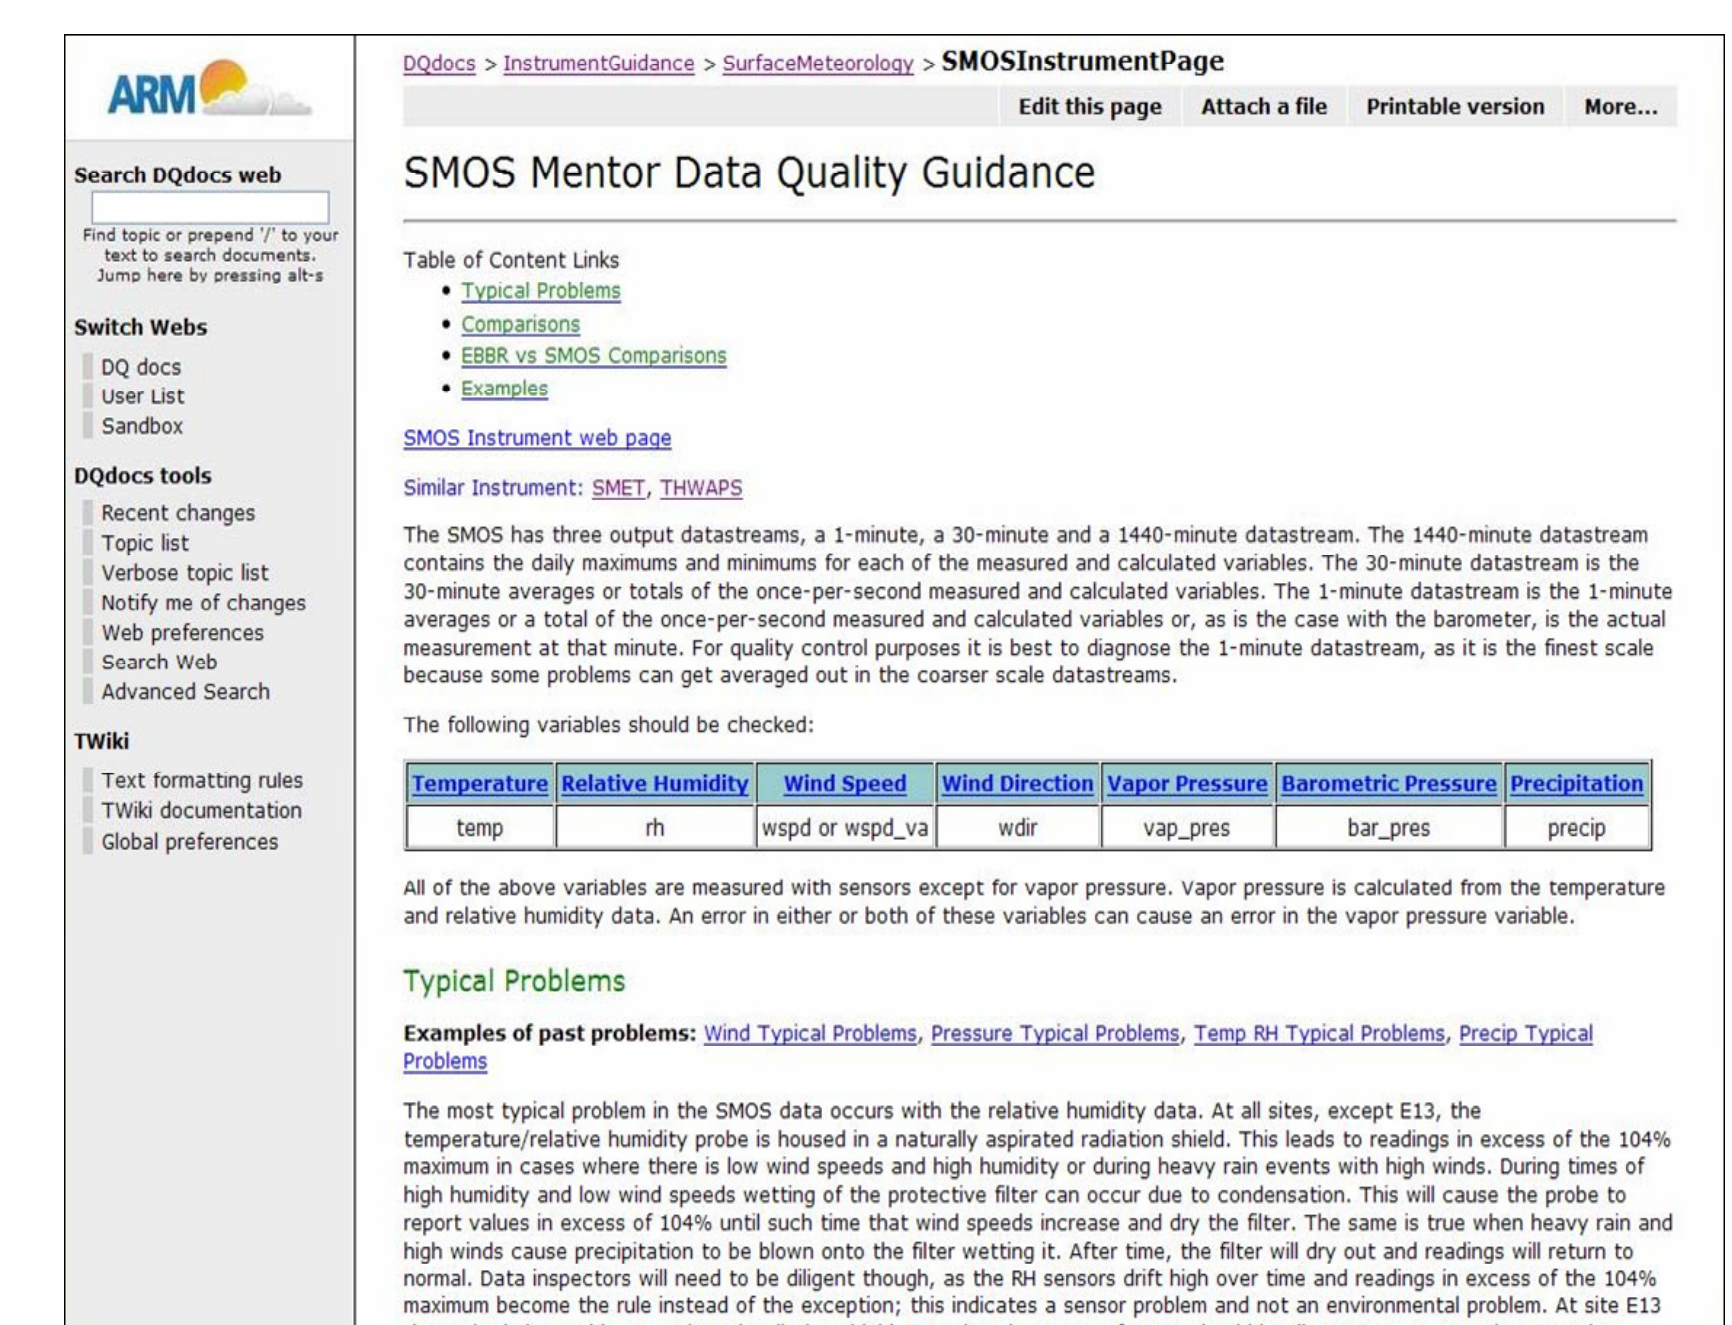 ARM
Search DQdocs web
Find topic or prepend '/' to your
text to search documents.
Jump here by pressing alt-s
Switch Webs
DQ docs
User List
Sandbox
DQdocs tools
Recent changes
Topic list
Verbose topic list
Notify me of changes
Web preferences
Search Web
Advanced Search
TWiki
Text formatting rules
TWiki documentation
Global preferences
DQdocs > InstrumentGuidance > SurfaceMeteorology > SMOSInstrumentPage
Edit this page Attach a file Printable version More...
SMOS Mentor Data Quality Guidance
Table of Content Links
• Typical Problems
• Comparisons
• EBBR vs SMOS Comparisons
• Examples
SMOS Instrument web page
Similar Instrument: SMET, THWAPS
The SMOS has three output datastreams, a 1-minute, a 30-minute and a 1440-minute datastream. The 1440-minute datastream
contains the daily maximums and minimums for each of the measured and calculated variables. The 30-minute datastream is the
30-minute averages or totals of the once-per-second measured and calculated variables. The 1-minute datastream is the 1-minute
averages or a total of the once-per-second measured and calculated variables or, as is the case with the barometer, is the actual
measurement at that minute. For quality control purposes it is best to diagnose the 1-minute datastream, as it is the finest scale
because some problems can get averaged out in the coarser scale datastreams.
The following variables should be checked:
Temperature Relative Humidity Wind Speed Wind Direction Vapor Pressure Barometric Pressure Precipitation
temp rh wspd or wspd_va wdir vap_pres bar_pres precip
All of the above variables are measured with sensors except for vapor pressure. Vapor pressure is calculated from the temperature
and relative humidity data. An error in either or both of these variables can cause an error in the vapor pressure variable.
Typical Problems
Examples of past problems: Wind Typical Problems, Pressure Typical Problems, Temp RH Typical Problems, Precip Typical
Problems
The most typical problem in the SMOS data occurs with the relative humidity data. At all sites, except E13, the
temperature/relative humidity probe is housed in a naturally aspirated radiation shield. This leads to readings in excess of the 104%
maximum in cases where there is low wind speeds and high humidity or during heavy rain events with high winds. During times of
high humidity and low wind speeds wetting of the protective filter can occur due to condensation. This will cause the probe to
report values in excess of 104% until such time that wind speeds increase and dry the filter. The same is true when heavy rain and
high winds cause precipitation to be blown onto the filter wetting it. After time, the filter will dry out and readings will return to
normal. Data inspectors will need to be diligent though, as the RH sensors drift high over time and readings in excess of the 104%
maximum become the rule instead of the exception; this indicates a sensor problem and not an environmental problem. At site E13